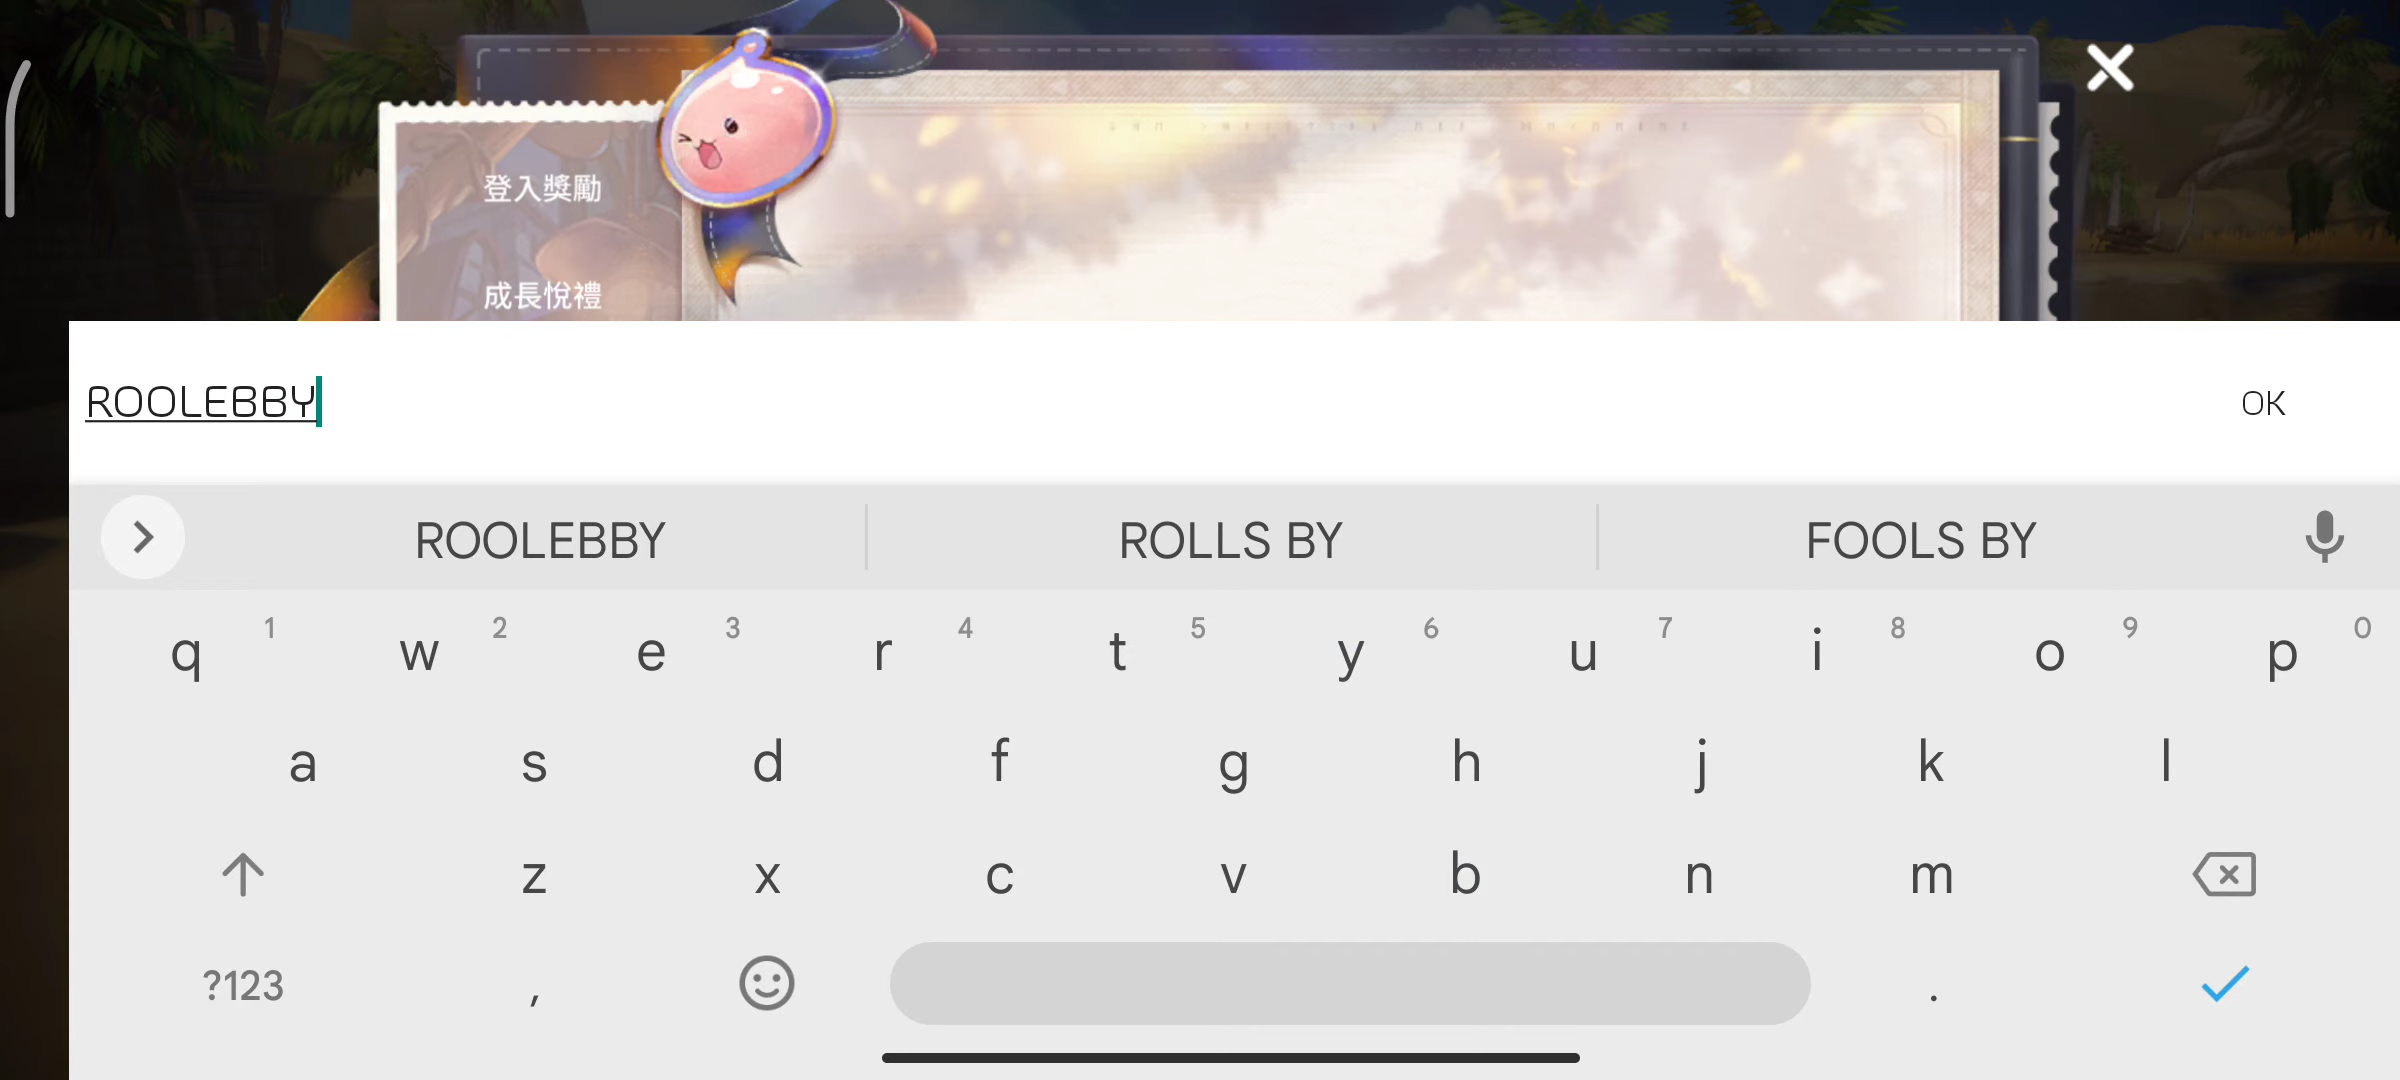 登入獎勵
成長悅禮
ROOLEBBY
OK
ROOLEBBY ROLLS BY FOOLS BY
q 1 w 2 e 3 r 4 t 5 y 6 u 7 i 8 o 9 p 0
a s d f g h j k l
z x c v b n m
?123 , .